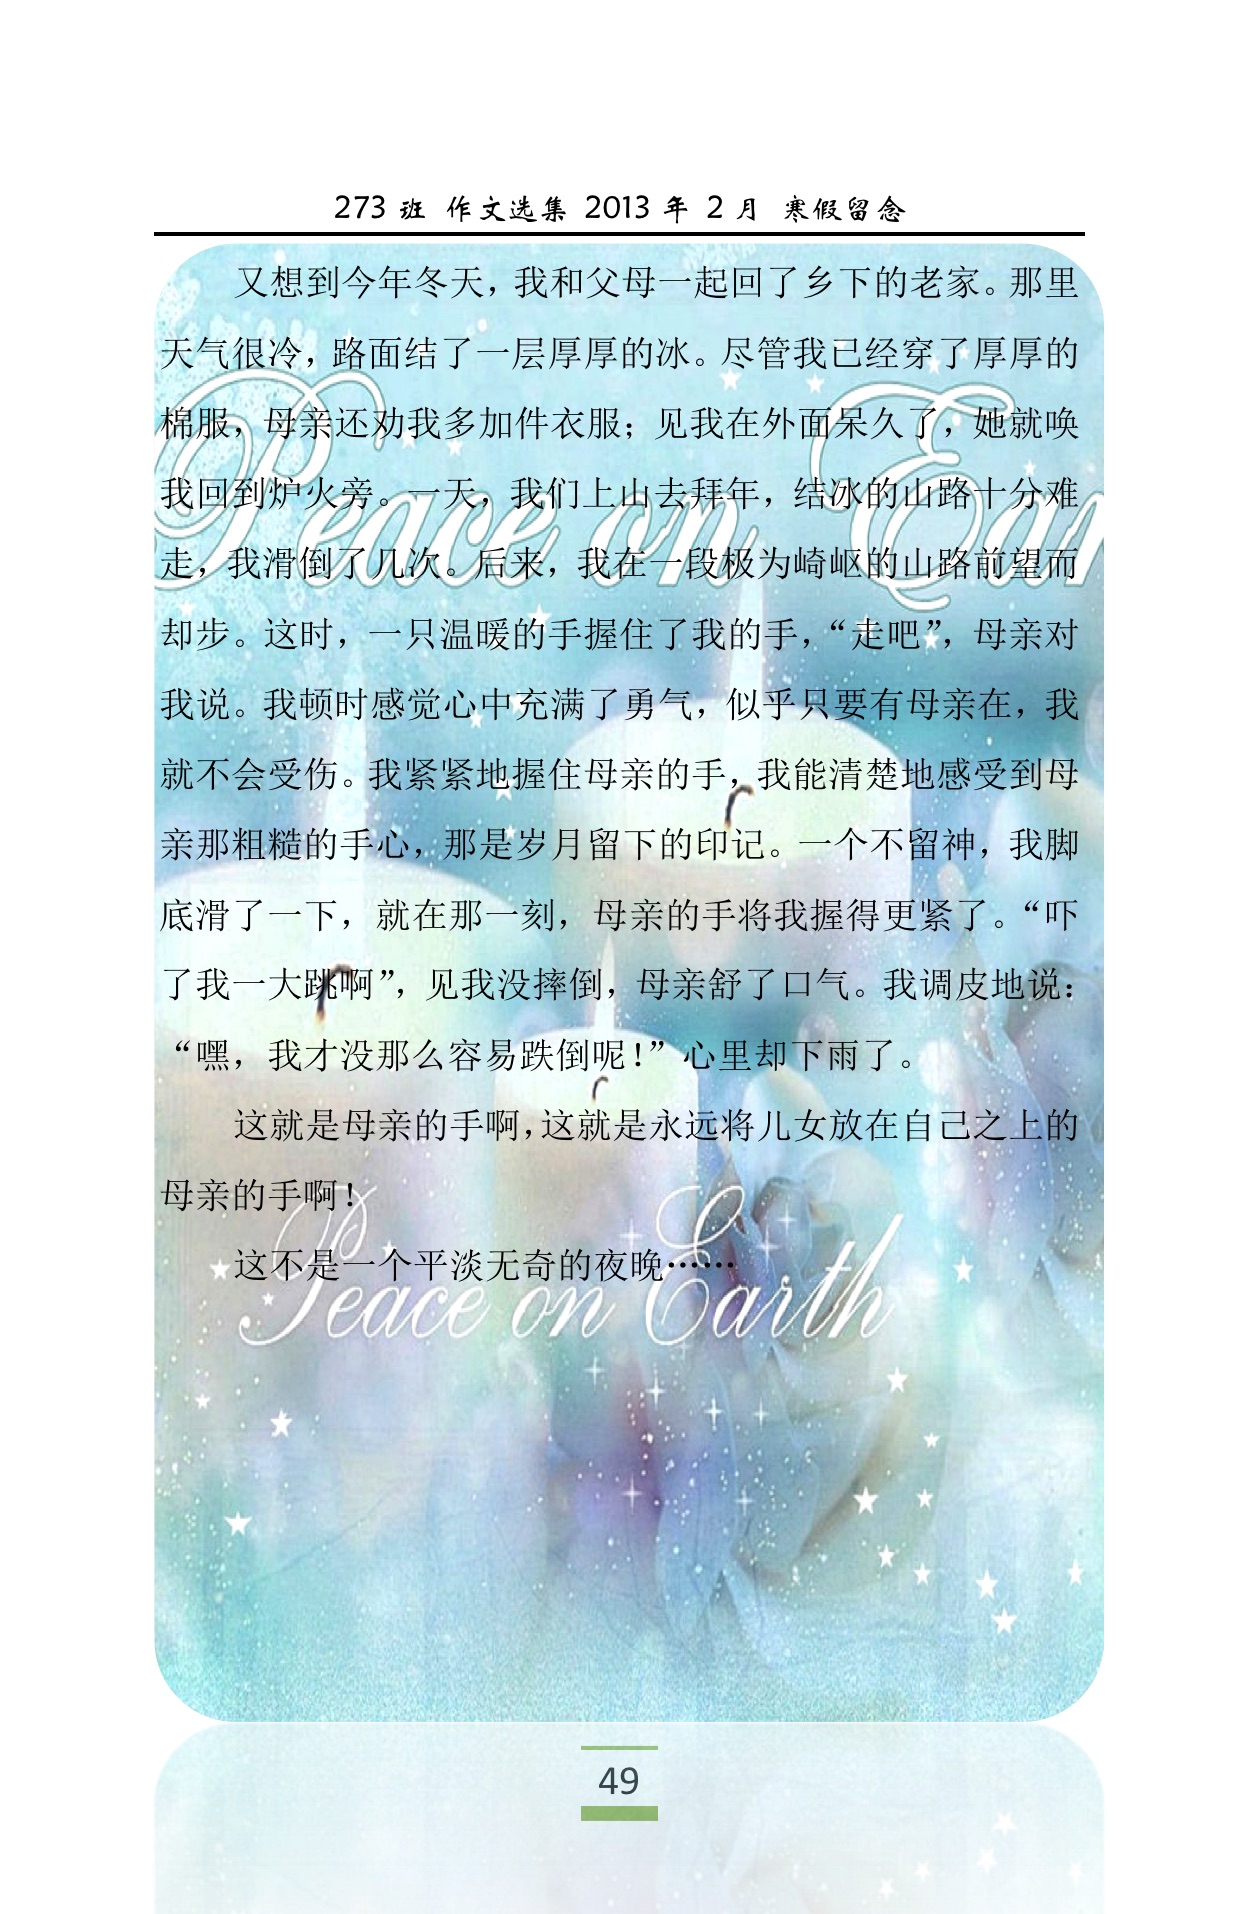 273 班 作文选集 2013 年 2 月 寒假留念
又想到今年冬天，我和父母一起回了乡下的老家。那里
天气很冷，路面结了一层厚厚的冰。尽管我已经穿了厚厚的
棉服，母亲还劝我多加件衣服；见我在外面呆久了，她就唤
我回到炉火旁。一天，我们上山去拜年，结冰的山路十分难
走，我滑倒了几次。后来，我在一段极为崎岖的山路前望而
却步。这时，一只温暖的手握住了我的手，“走吧”，母亲对
我说。我顿时感觉心中充满了勇气，似乎只要有母亲在，我
就不会受伤。我紧紧地握住母亲的手，我能清楚地感受到母
亲那粗糙的手心，那是岁月留下的印记。一个不留神，我脚
底滑了一下，就在那一刻，母亲的手将我握得更紧了。“吓
了我一大跳啊”，见我没摔倒，母亲舒了口气。我调皮地说：
“嘿，我才没那么容易跌倒呢！”心里却下雨了。
这就是母亲的手啊，这就是永远将儿女放在自己之上的
母亲的手啊！
这不是一个平淡无奇的夜晚……
Peace on Ear
Peace on Earth
49